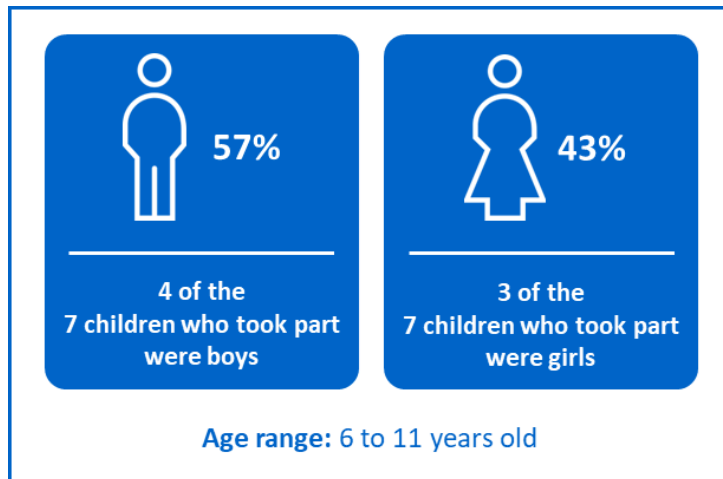 57%
4 of the
7 children who took part
were boys
43%
3 of the
7 children who took part
were girls
Age range: 6 to 11 years old